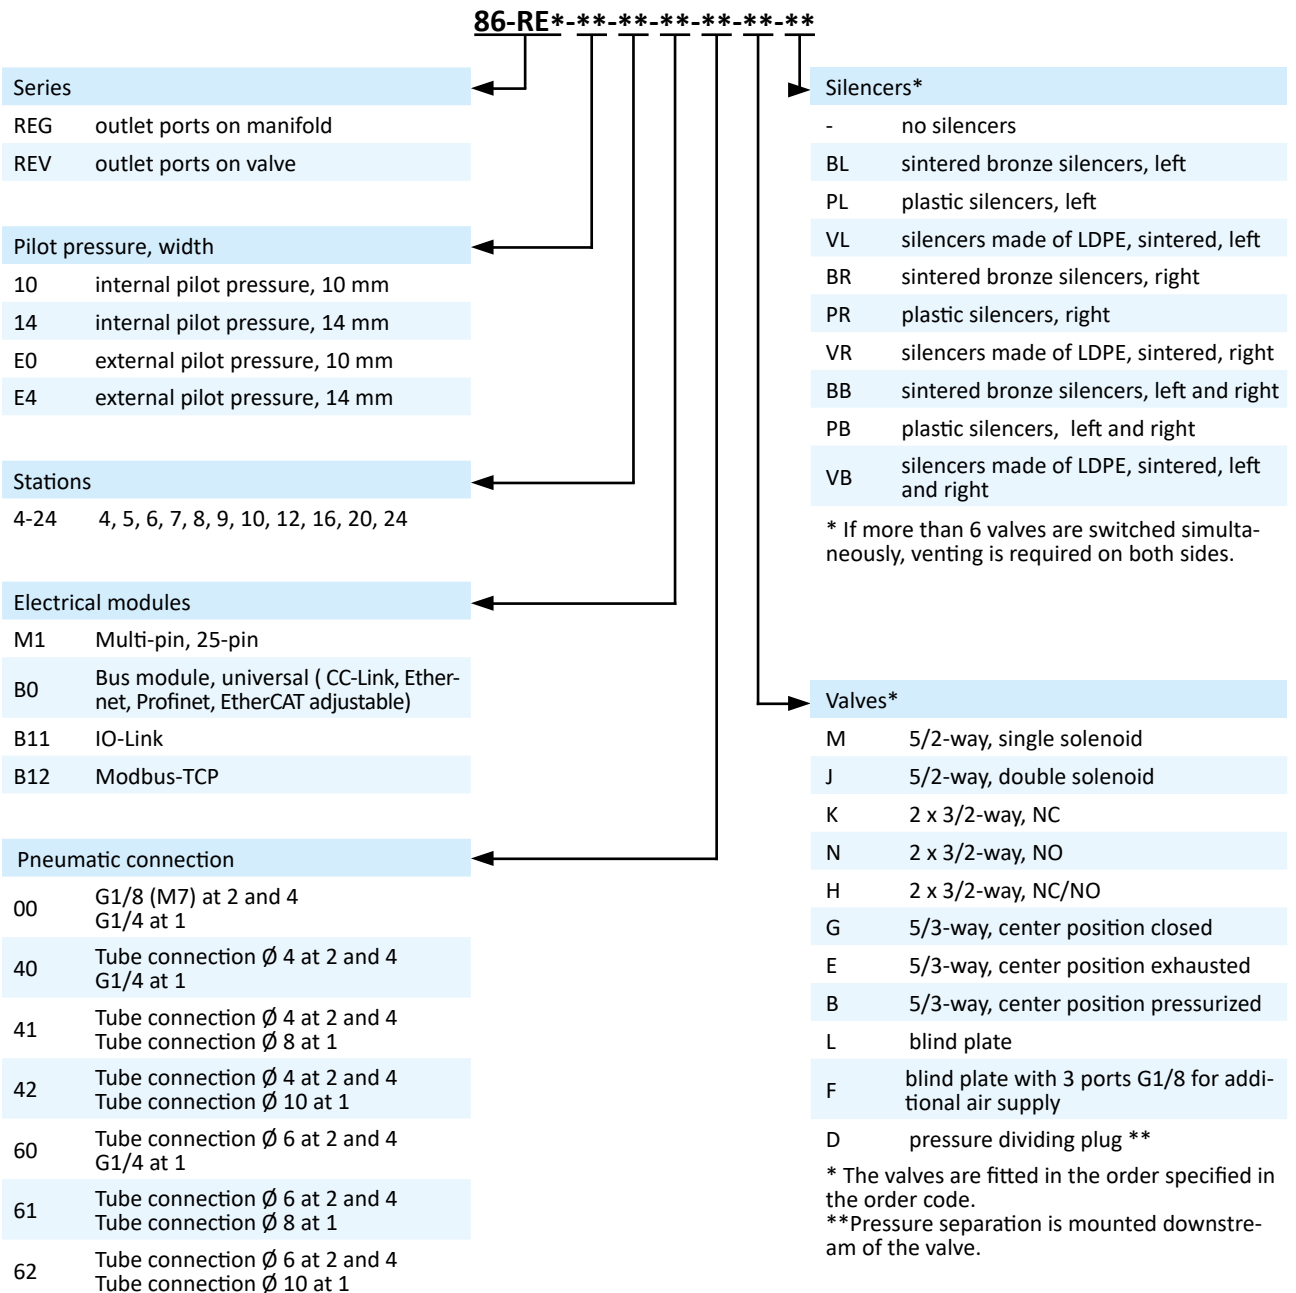 86-RE*-**-**-**-**-**-**
Series
REG outlet ports on manifold
REV outlet ports on valve
Pilot pressure, width
10 internal pilot pressure, 10 mm
14 internal pilot pressure, 14 mm
E0 external pilot pressure, 10 mm
E4 external pilot pressure, 14 mm
Stations
4-24 4, 5, 6, 7, 8, 9, 10, 12, 16, 20, 24
Electrical modules
M1 Multi-pin, 25-pin
B0 Bus module, universal ( CC-Link, Ether-
net, Profinet, EtherCAT adjustable)
B11 IO-Link
B12 Modbus-TCP
Pneumatic connection
00 G1/8 (M7) at 2 and 4
G1/4 at 1
40 Tube connection Ø 4 at 2 and 4
G1/4 at 1
41 Tube connection Ø 4 at 2 and 4
Tube connection Ø 8 at 1
42 Tube connection Ø 4 at 2 and 4
Tube connection Ø 10 at 1
60 Tube connection Ø 6 at 2 and 4
G1/4 at 1
61 Tube connection Ø 6 at 2 and 4
Tube connection Ø 8 at 1
62 Tube connection Ø 6 at 2 and 4
Tube connection Ø 10 at 1
Silencers*
- no silencers
BL sintered bronze silencers, left
PL plastic silencers, left
VL silencers made of LDPE, sintered, left
BR sintered bronze silencers, right
PR plastic silencers, right
VR silencers made of LDPE, sintered, right
BB sintered bronze silencers, left and right
PB plastic silencers, left and right
VB silencers made of LDPE, sintered, left
and right
* If more than 6 valves are switched simulta-
neously, venting is required on both sides.
Valves*
M 5/2-way, single solenoid
J 5/2-way, double solenoid
K 2 x 3/2-way, NC
N 2 x 3/2-way, NO
H 2 x 3/2-way, NC/NO
G 5/3-way, center position closed
E 5/3-way, center position exhausted
B 5/3-way, center position pressurized
L blind plate
F blind plate with 3 ports G1/8 for addi-
tional air supply
D pressure dividing plug **
* The valves are fitted in the order specified in
the order code.
**Pressure separation is mounted downstre-
am of the valve.